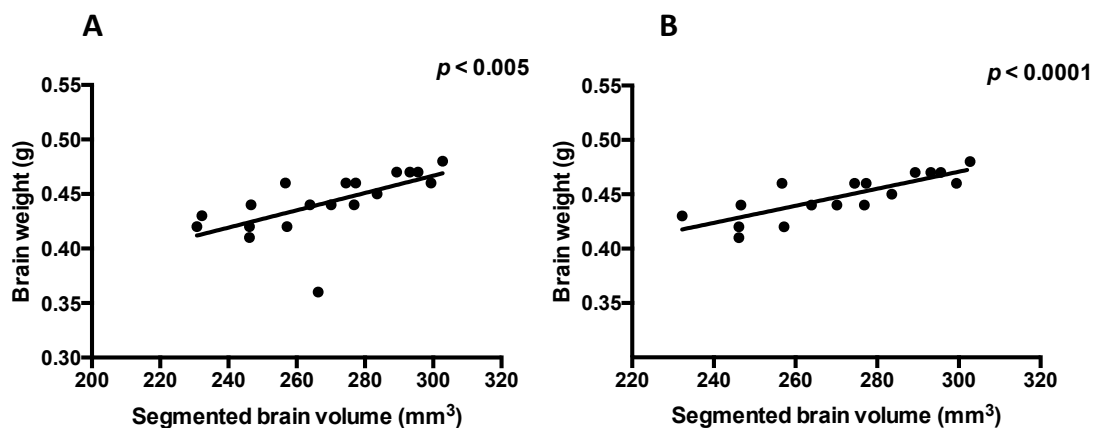 A
p < 0.005
0.55
0.50
0.45
0.40
0.35
0.30
Brain weight (g)
200 220 240 260 280 300 320
Segmented brain volume (mm³)
B
p < 0.0001
0.55
0.50
0.45
0.40
0.35
Brain weight (g)
220 240 260 280 300 320
Segmented brain volume (mm³)